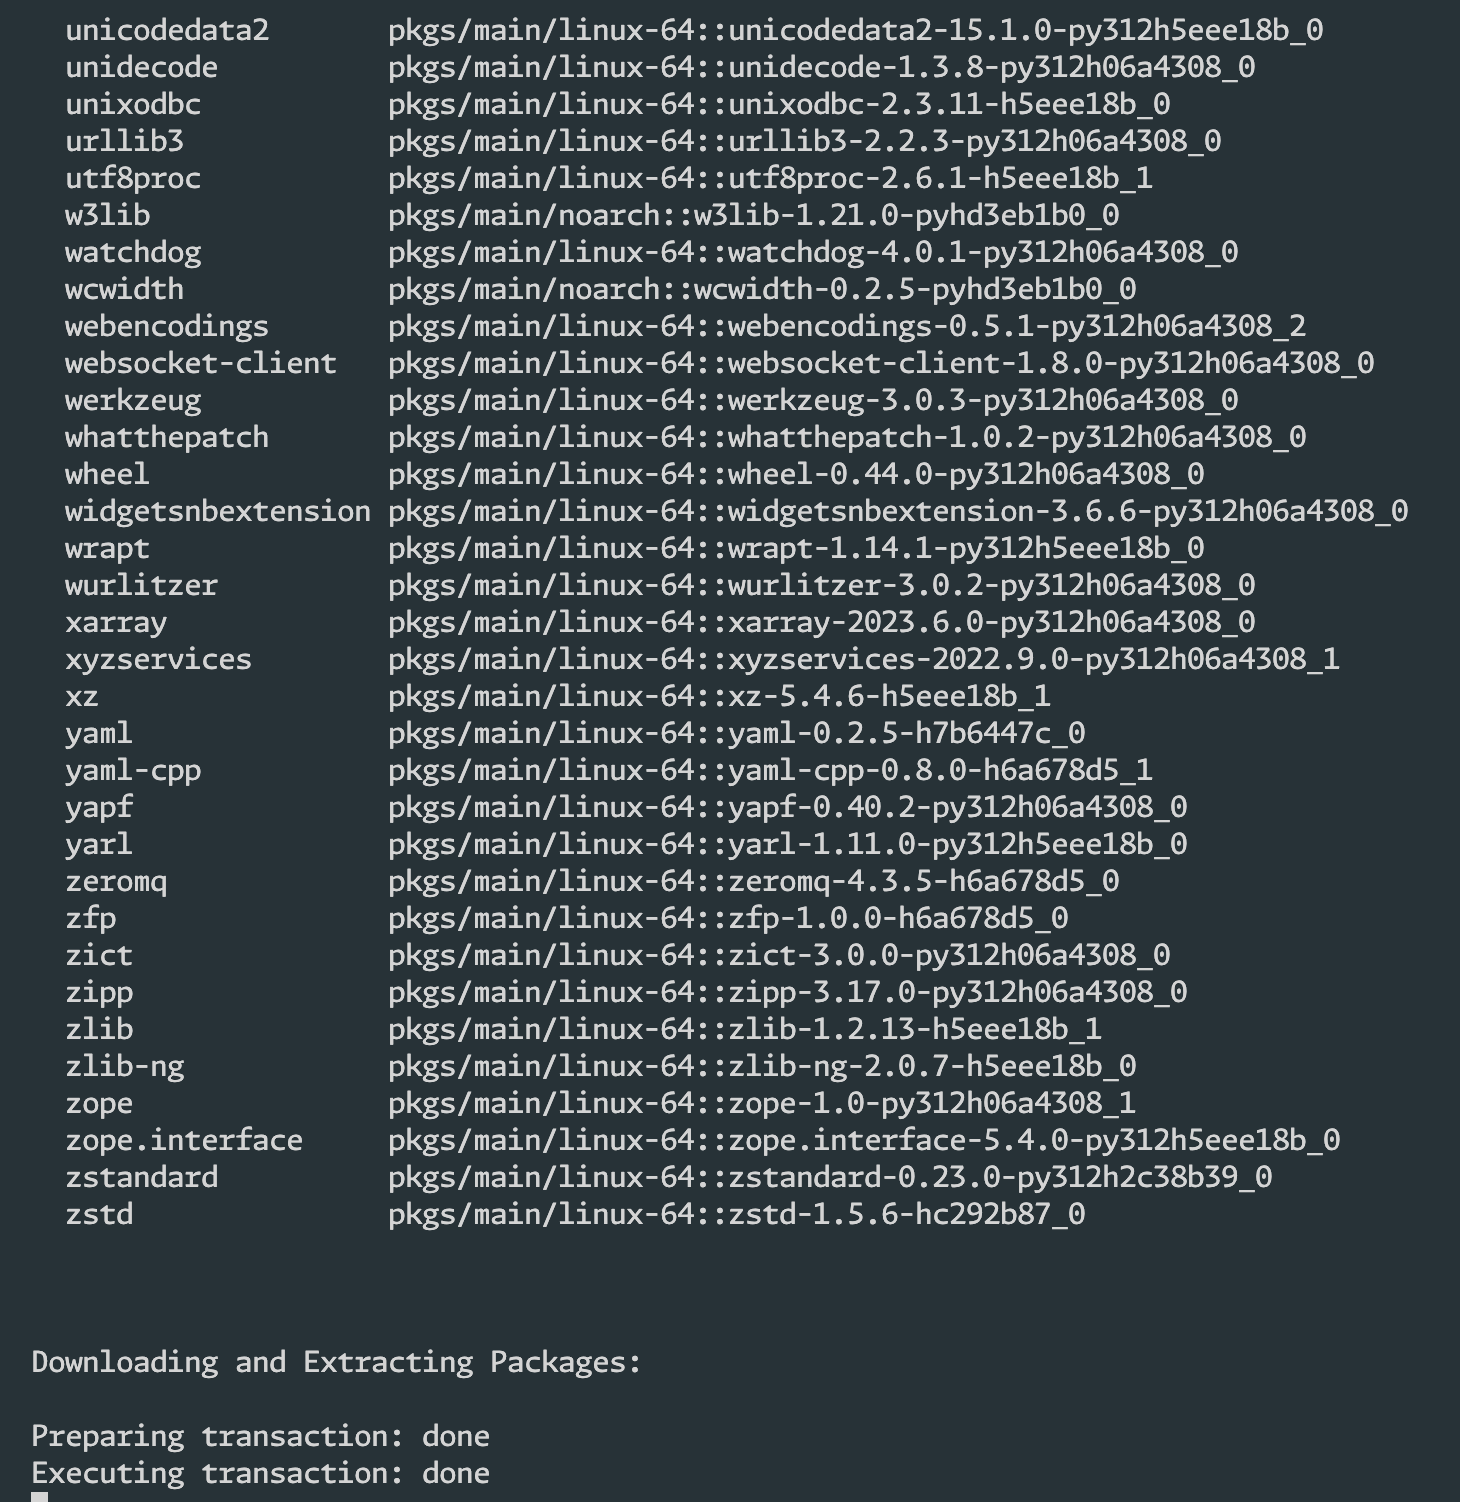 unicodedata2       pkgs/main/linux-64::unicodedata2-15.1.0-py312h5eee18b_0
unidecode          pkgs/main/linux-64::unidecode-1.3.8-py312h06a4308_0
unixodbc           pkgs/main/linux-64::unixodbc-2.3.11-h5eee18b_0
urllib3            pkgs/main/linux-64::urllib3-2.2.3-py312h06a4308_0
utf8proc           pkgs/main/linux-64::utf8proc-2.6.1-h5eee18b_1
w3lib              pkgs/main/noarch::w3lib-1.21.0-pyhd3eb1b0_0
watchdog           pkgs/main/linux-64::watchdog-4.0.1-py312h06a4308_0
wcwidth            pkgs/main/noarch::wcwidth-0.2.5-pyhd3eb1b0_0
webencodings       pkgs/main/linux-64::webencodings-0.5.1-py312h06a4308_2
websocket-client   pkgs/main/linux-64::websocket-client-1.8.0-py312h06a4308_0
werkzeug           pkgs/main/linux-64::werkzeug-3.0.3-py312h06a4308_0
whatthepatch       pkgs/main/linux-64::whatthepatch-1.0.2-py312h06a4308_0
wheel              pkgs/main/linux-64::wheel-0.44.0-py312h06a4308_0
widgetsnbextension pkgs/main/linux-64::widgetsnbextension-3.6.6-py312h06a4308_0
wrapt              pkgs/main/linux-64::wrapt-1.14.1-py312h5eee18b_0
wurlitzer          pkgs/main/linux-64::wurlitzer-3.0.2-py312h06a4308_0
xarray             pkgs/main/linux-64::xarray-2023.6.0-py312h06a4308_0
xyzservices        pkgs/main/linux-64::xyzservices-2022.9.0-py312h06a4308_1
xz                 pkgs/main/linux-64::xz-5.4.6-h5eee18b_1
yaml               pkgs/main/linux-64::yaml-0.2.5-h7b6447c_0
yaml-cpp           pkgs/main/linux-64::yaml-cpp-0.8.0-h6a678d5_1
yapf               pkgs/main/linux-64::yapf-0.40.2-py312h06a4308_0
yarl               pkgs/main/linux-64::yarl-1.11.0-py312h5eee18b_0
zeromq             pkgs/main/linux-64::zeromq-4.3.5-h6a678d5_0
zfp                pkgs/main/linux-64::zfp-1.0.0-h6a678d5_0
zict               pkgs/main/linux-64::zict-3.0.0-py312h06a4308_0
zipp               pkgs/main/linux-64::zipp-3.17.0-py312h06a4308_0
zlib               pkgs/main/linux-64::zlib-1.2.13-h5eee18b_1
zlib-ng            pkgs/main/linux-64::zlib-ng-2.0.7-h5eee18b_0
zope               pkgs/main/linux-64::zope-1.0-py312h06a4308_1
zope.interface     pkgs/main/linux-64::zope.interface-5.4.0-py312h5eee18b_0
zstandard          pkgs/main/linux-64::zstandard-0.23.0-py312h2c38b39_0
zstd               pkgs/main/linux-64::zstd-1.5.6-hc292b87_0
Downloading and Extracting Packages:
Preparing transaction: done
Executing transaction: done